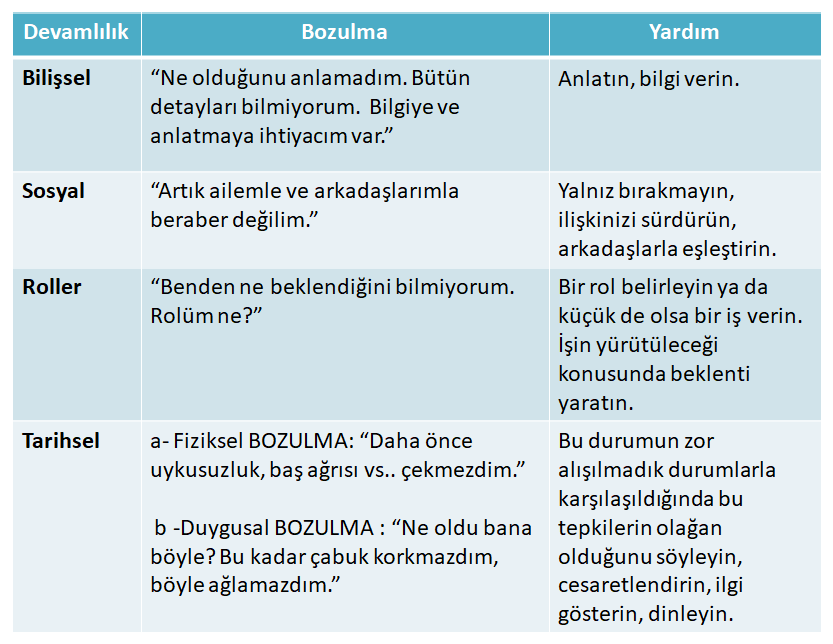 Devamlılık
Bozulma
Yardım
Bilişsel
“Ne olduğunu anlamadım. Bütün
detayları bilmiyorum. Bilgiye ve
anlatmaya ihtiyacım var.”
Anlatın, bilgi verin.
Sosyal
“Artık ailemle ve arkadaşlarımla
beraber değilim.”
Yalnız bırakmayın,
ilişkinizi sürdürün,
arkadaşlarla eşleştirin.
Roller
“Benden ne beklendiğini bilmiyorum.
Rolüm ne?”
Bir rol belirleyin ya da
küçük de olsa bir iş verin.
İşin yürütüleceği
konusunda beklenti
yaratın.
Tarihsel
a- Fiziksel BOZULMA: “Daha önce
uykusuzluk, baş ağrısı vs.. çekmezdim.”
b -Duygusal BOZULMA : “Ne oldu bana
böyle? Bu kadar çabuk korkmazdım,
böyle ağlamazdım.”
Bu durumun zor
alışılmadık durumlarla
karşılaşıldığında bu
tepkilerin olağan
olduğunu söyleyin,
cesaretlendirin, ilgi
gösterin, dinleyin.